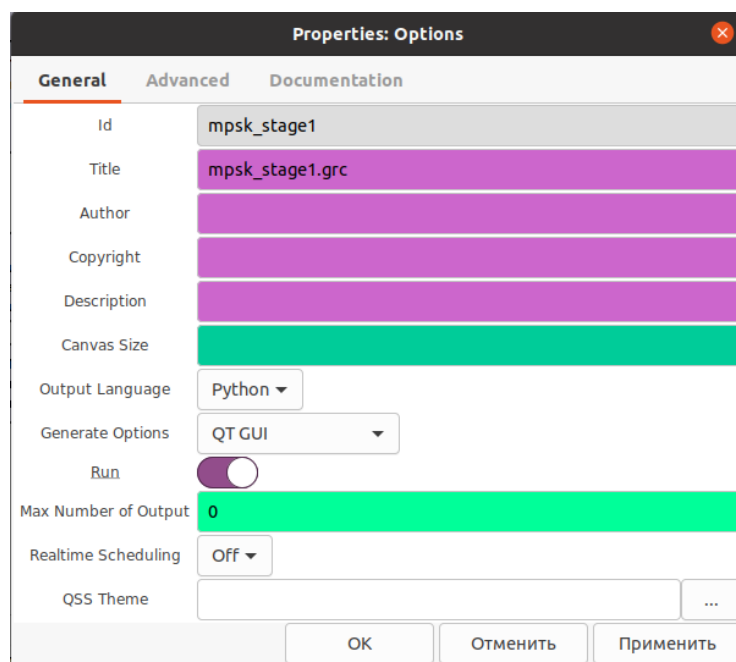 Properties: Options
General Advanced Documentation
Id mpsk_stage1
Title mpsk_stage1.grc
Author
Copyright
Description
Canvas Size
Output Language Python
Generate Options QT GUI
Run
Max Number of Output 0
Realtime Scheduling Off
QSS Theme ...
OK Отменить Применить